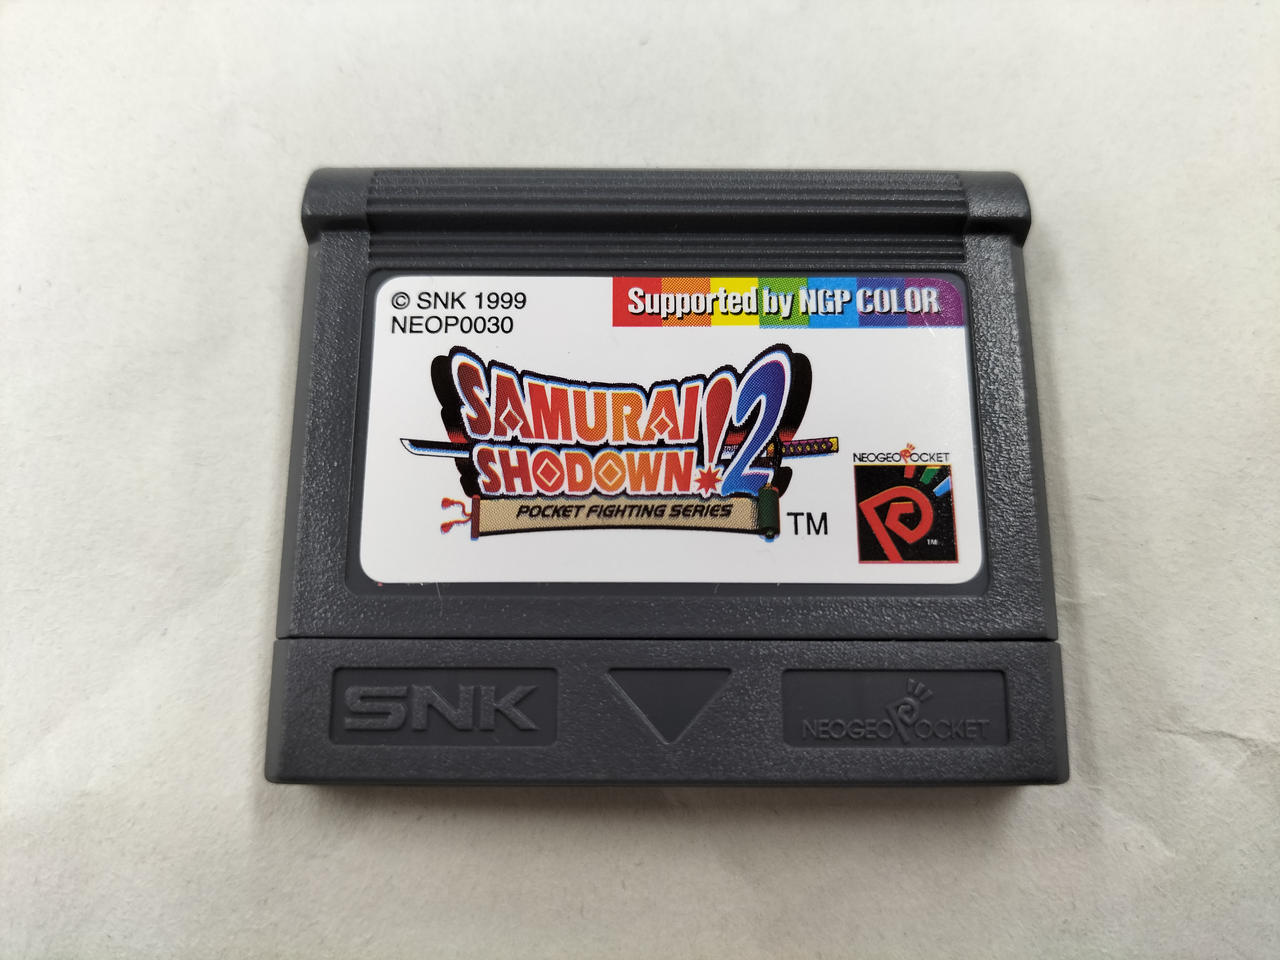 © SNK 1999
NEOP0030
Supported by NGP COLOR
SAMURAI
SHODOWN!2
POCKET FIGHTING SERIES
TM
NEOGEO POCKET
TM
SNK
NEOGEO POCKET